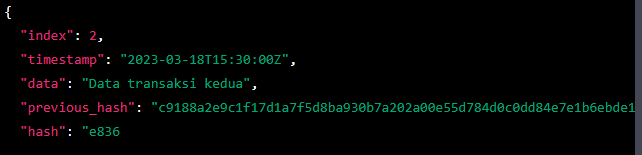 {
"index": 2,
"timestamp": "2023-03-18T15:30:00Z",
"data": "Data transaksi kedua",
"previous_hash": "c9188a2e9c1f17d1a7f5d8ba930b7a202a00e55d784d0c0dd84e7e1b6ebde1
"hash": "e836